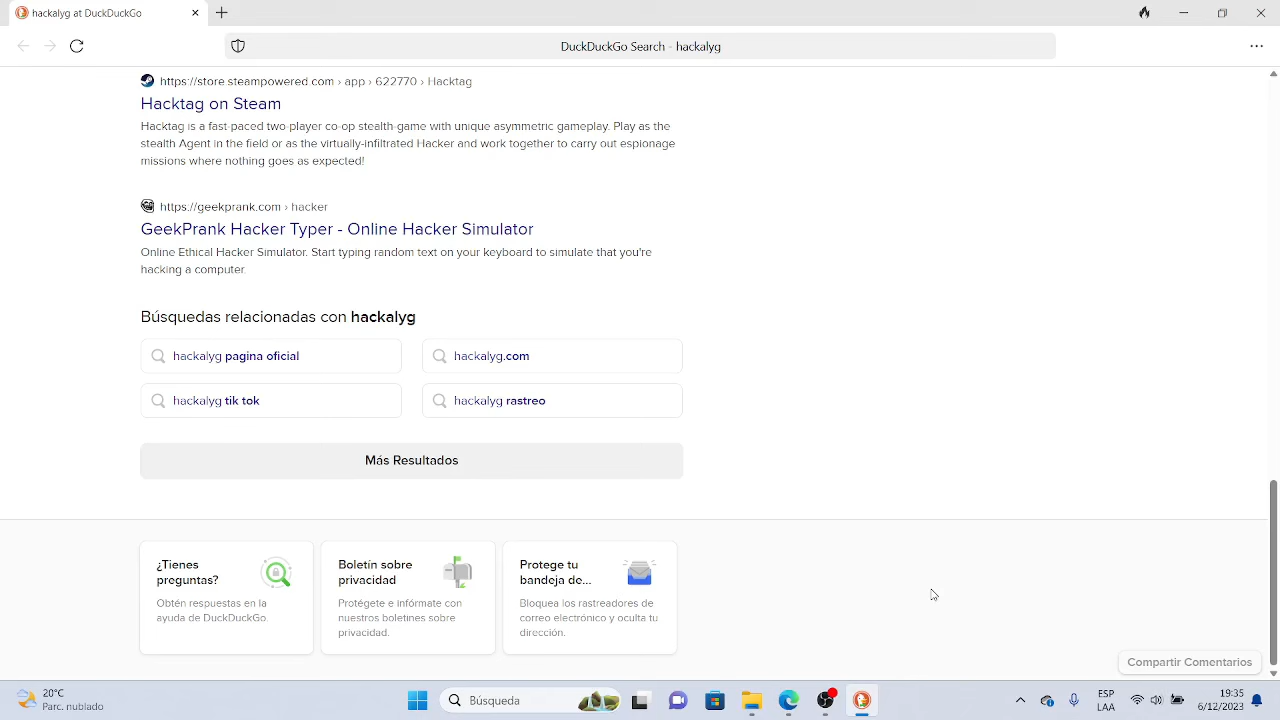 hackalyg at DuckDuckGo
DuckDuckGo Search - hackalyg
https://store.steampowered.com › app › 622770 › Hacktag
Hacktag on Steam
Hacktag is a fast-paced two player co-op stealth-game with unique asymmetric gameplay. Play as the
stealth Agent in the field or as the virtually-infiltrated Hacker and work together to carry out espionage
missions where nothing goes as expected!
https://geekprank.com › hacker
GeekPrank Hacker Typer - Online Hacker Simulator
Online Ethical Hacker Simulator. Start typing random text on your keyboard to simulate that you're
hacking a computer.
Búsquedas relacionadas con hackalyg
hackalyg pagina oficial
hackalyg.com
hackalyg tik tok
hackalyg rastreo
Más Resultados
¿Tienes
preguntas?
Obtén respuestas en la
ayuda de DuckDuckGo.
Boletín sobre
privacidad
Protégete e infórmate con
nuestros boletines sobre
privacidad.
Protege tu
bandeja de...
Bloquea los rastreadores de
correo electrónico y oculta tu
dirección.
Compartir Comentarios
20°C
Parc. nublado
Búsqueda
ESP
LAA
19:35
6/12/2023